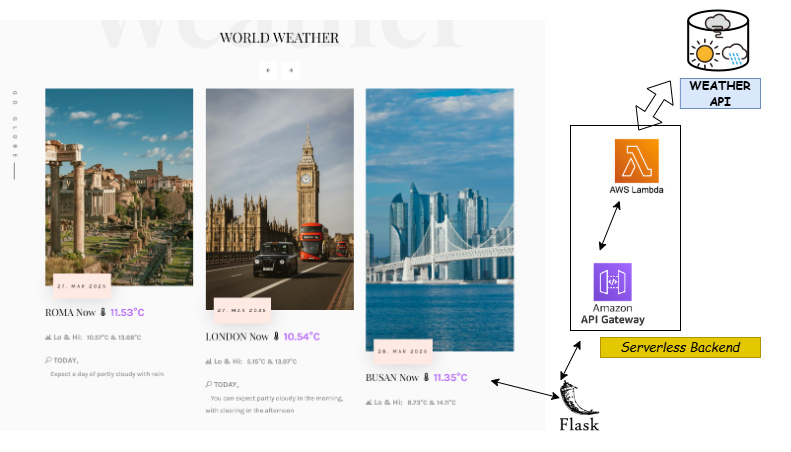 Weather
WORLD WEATHER
GO GLOBE
27. MAR 2025
ROMA Now 11.53°C
Lo & Hi: 10.57°C & 13.68°C
TODAY,
Expect a day of partly cloudy with rain
27. MAR 2025
LONDON Now 10.54°C
Lo & Hi: 5.15°C & 13.97°C
TODAY,
You can expect partly cloudy in the morning,
with clearing in the afternoon
28. MAR 2025
BUSAN Now 11.35°C
Lo & Hi: 8.73°C & 14.11°C
WEATHER
API
AWS Lambda
Amazon
API Gateway
Serverless Backend
Flask